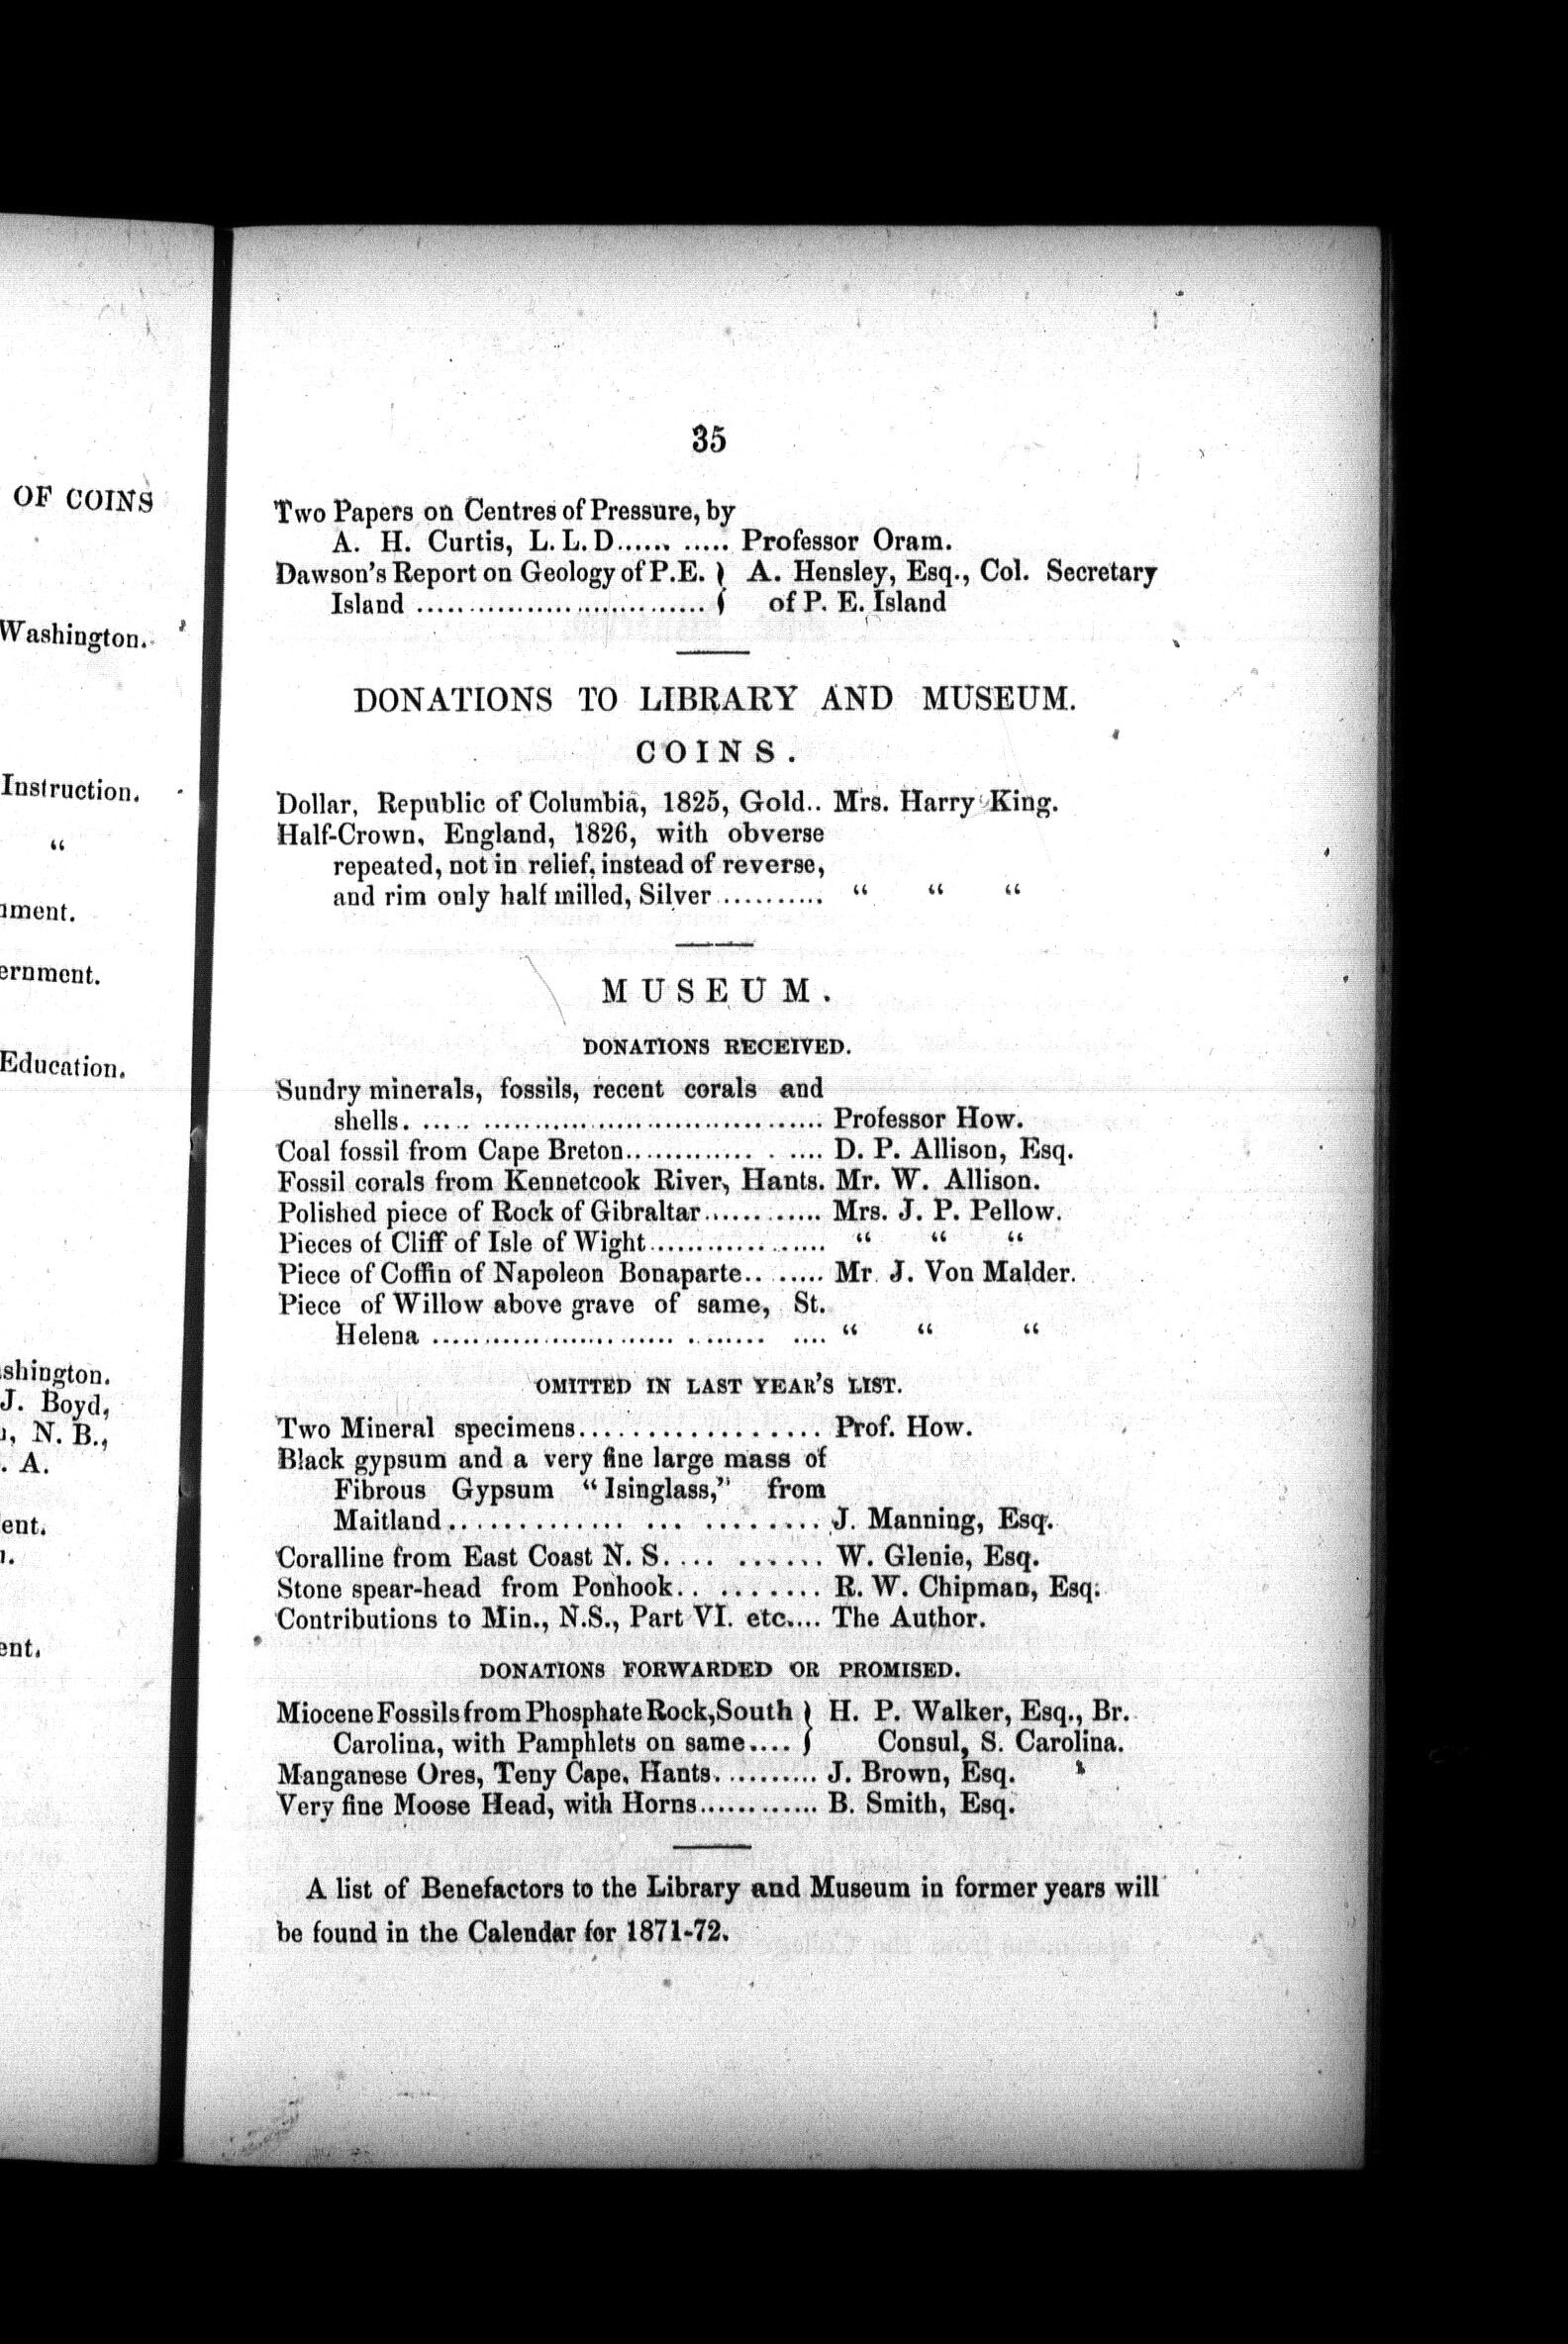 OF COINS
Washington.
Instruction.
“
ernment.
Education.
J. Boyd,
N. B.,
A.
35
Two Papers on Centres of Pressure, by
A. H. Curtis, L. L. D...... ..... Professor Oram.
Dawson's Report on Geology of P.E. } A. Hensley, Esq., Col. Secretary
Island ............................. } of P. E. Island
DONATIONS TO LIBRARY AND MUSEUM.
COINS.
Dollar, Republic of Columbia, 1825, Gold.. Mrs. Harry King.
Half-Crown, England, 1826, with obverse
repeated, not in relief, instead of reverse,
and rim only half milled, Silver .......... “ “ “
MUSEUM.
DONATIONS RECEIVED.
Sundry minerals, fossils, recent corals and
shells. ..... .................................. Professor How.
Coal fossil from Cape Breton............. . .... D. P. Allison, Esq.
Fossil corals from Kennetcook River, Hants. Mr. W. Allison.
Polished piece of Rock of Gibraltar............ Mrs. J. P. Pellow.
Pieces of Cliff of Isle of Wight.................. “ “ “
Piece of Coffin of Napoleon Bonaparte.. ...... Mr. J. Von Malder.
Piece of Willow above grave of same, St.
Helena ........................ ........ .... “ “ “
OMITTED IN LAST YEAR'S LIST.
Two Mineral specimens.................. Prof. How.
Black gypsum and a very fine large mass of
Fibrous Gypsum “Isinglass,” from
Maitland............. ... ......... J. Manning, Esq.
Coralline from East Coast N. S.... ...... W. Glenie, Esq.
Stone spear-head from Ponhook.. ........ R. W. Chipman, Esq.
Contributions to Min., N.S., Part VI. etc.... The Author.
DONATIONS FORWARDED OR PROMISED.
Miocene Fossils from Phosphate Rock, South } H. P. Walker, Esq., Br.
Carolina, with Pamphlets on same.... } Consul, S. Carolina.
Manganese Ores, Teny Cape, Hants.......... J. Brown, Esq.
Very fine Moose Head, with Horns............ B. Smith, Esq.
A list of Benefactors to the Library and Museum in former years will
be found in the Calendar for 1871-72.